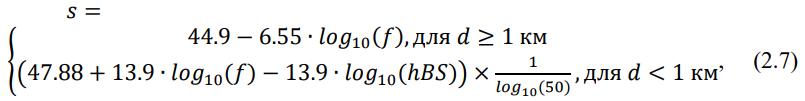 s =
44.9 − 6.55 ∙ log₁₀(f), для d ≥ 1 км
(47.88 + 13.9 ∙ log₁₀(f) − 13.9 ∙ log₁₀(hBS)) × 1/log₁₀(50), для d < 1 км, (2.7)